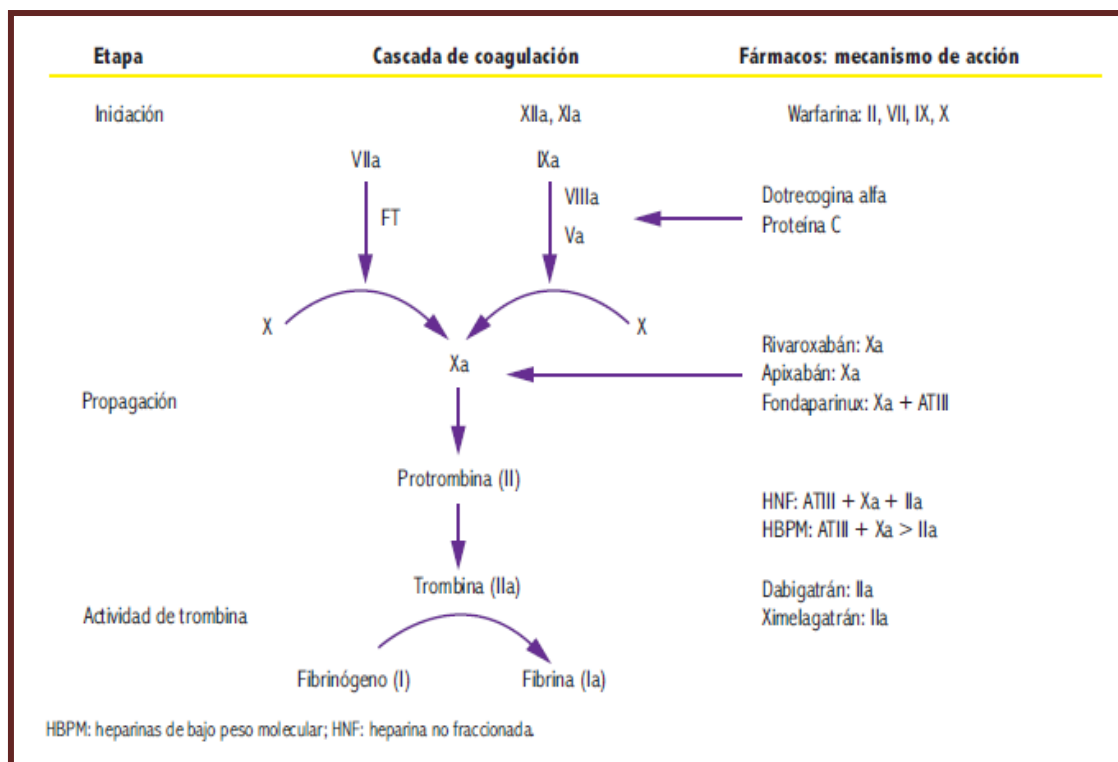 Etapa Cascada de coagulación Fármacos: mecanismo de acción
Iniciación XIIa, XIa Warfarina: II, VII, IX, X
VIIa IXa
VIIIa Dotrecogina alfa
FT
Va Proteína C
X X
Rivaroxabán: Xa
Xa Apixabán: Xa
Propagación Fondaparinux: Xa + ATIII
Protrombina (II)
HNF: ATIII + Xa + IIa
HBPM: ATIII + Xa > IIa
Trombina (IIa) Dabigatrán: IIa
Actividad de trombina Ximelagatrán: IIa
Fibrinógeno (I) Fibrina (Ia)
HBPM: heparinas de bajo peso molecular; HNF: heparina no fraccionada.